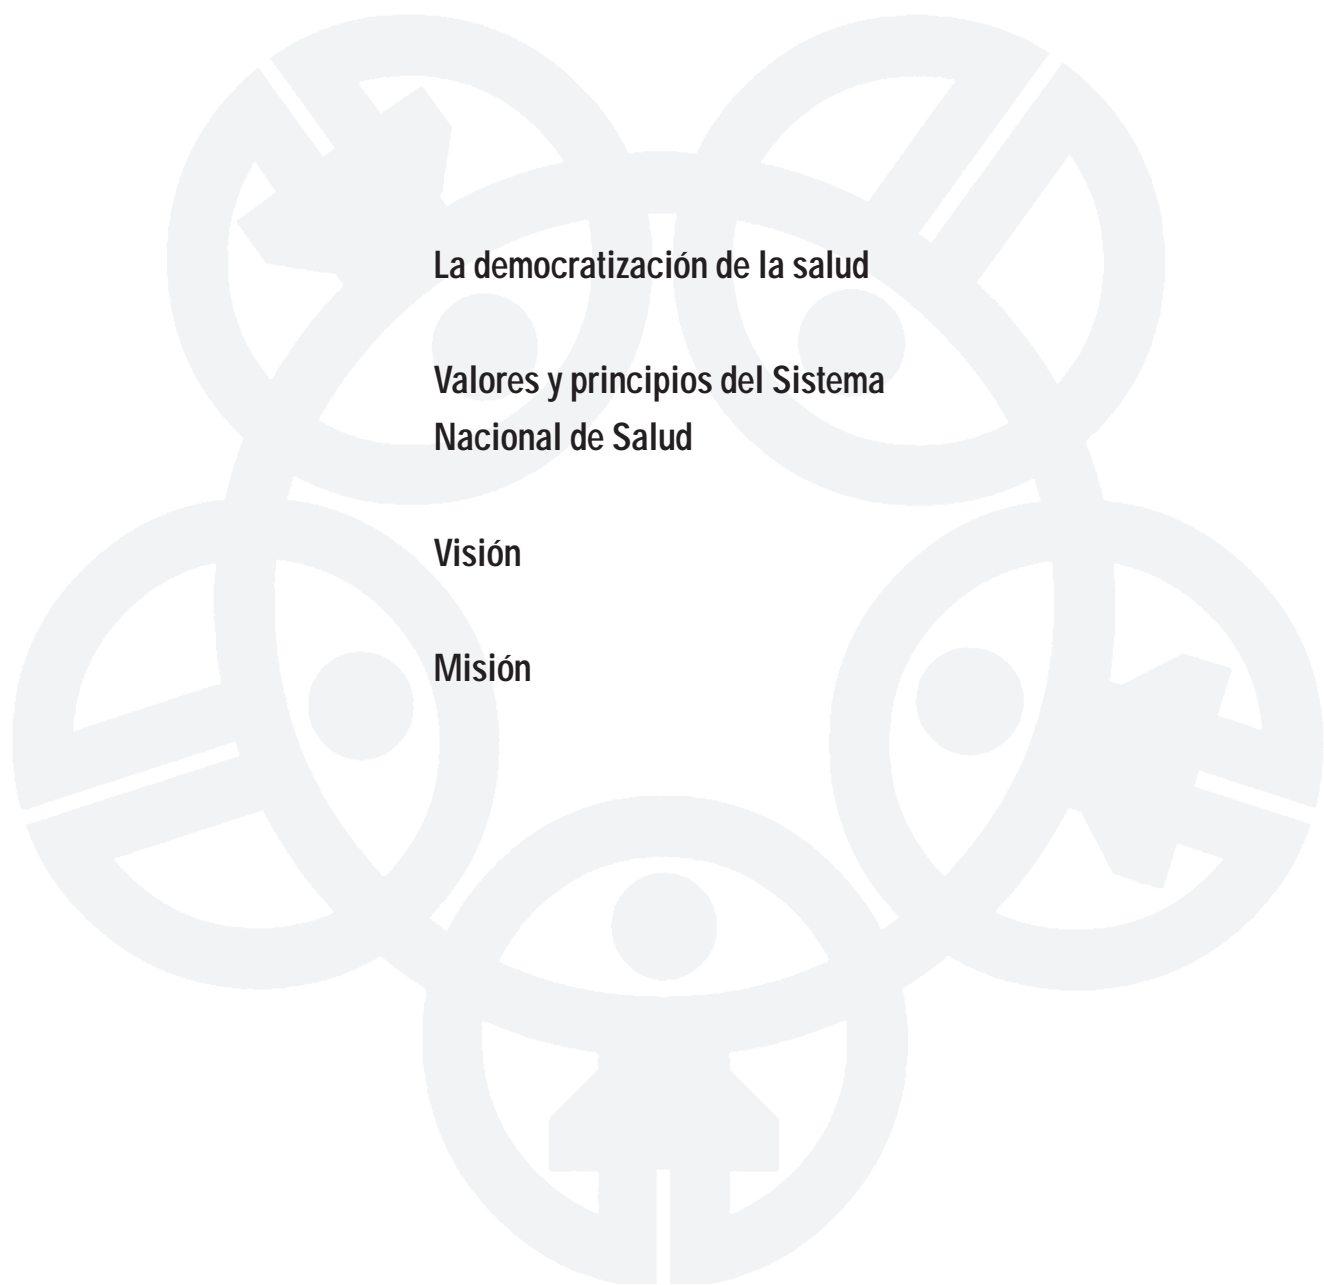 La democratización de la salud
Valores y principios del Sistema
Nacional de Salud
Visión
Misión